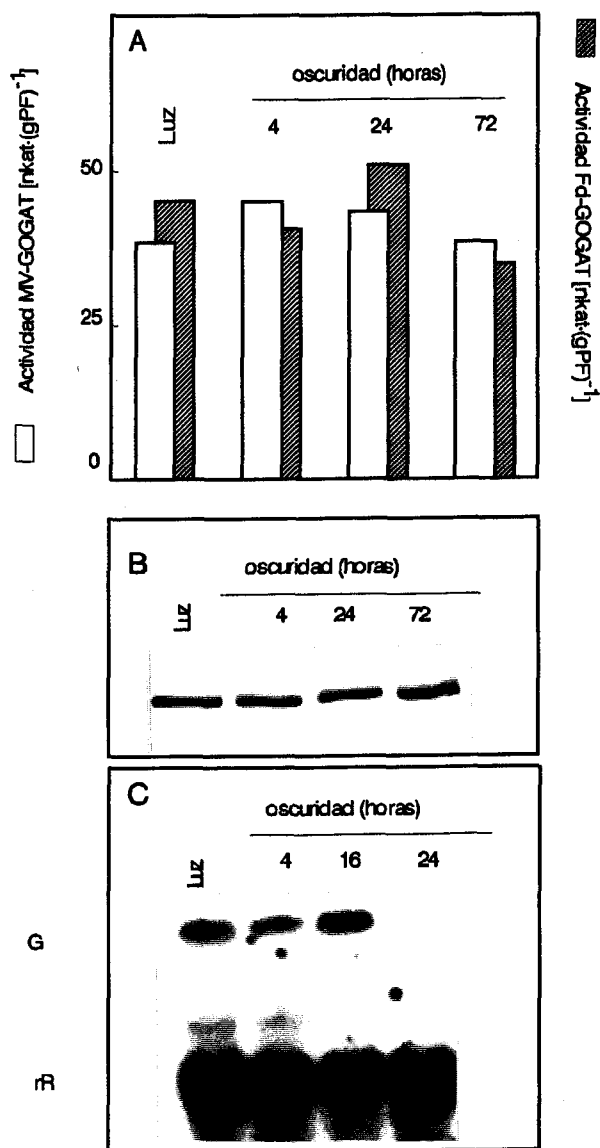 Actividad MV-GOGAT [nkat·(gPF)⁻¹]
Actividad Fd-GOGAT [nkat·(gPF)⁻¹]
A
oscuridad (horas)
Luz
4
24
72
50
25
0
B
oscuridad (horas)
Luz
4
24
72
C
oscuridad (horas)
Luz
4
16
24
G
rR